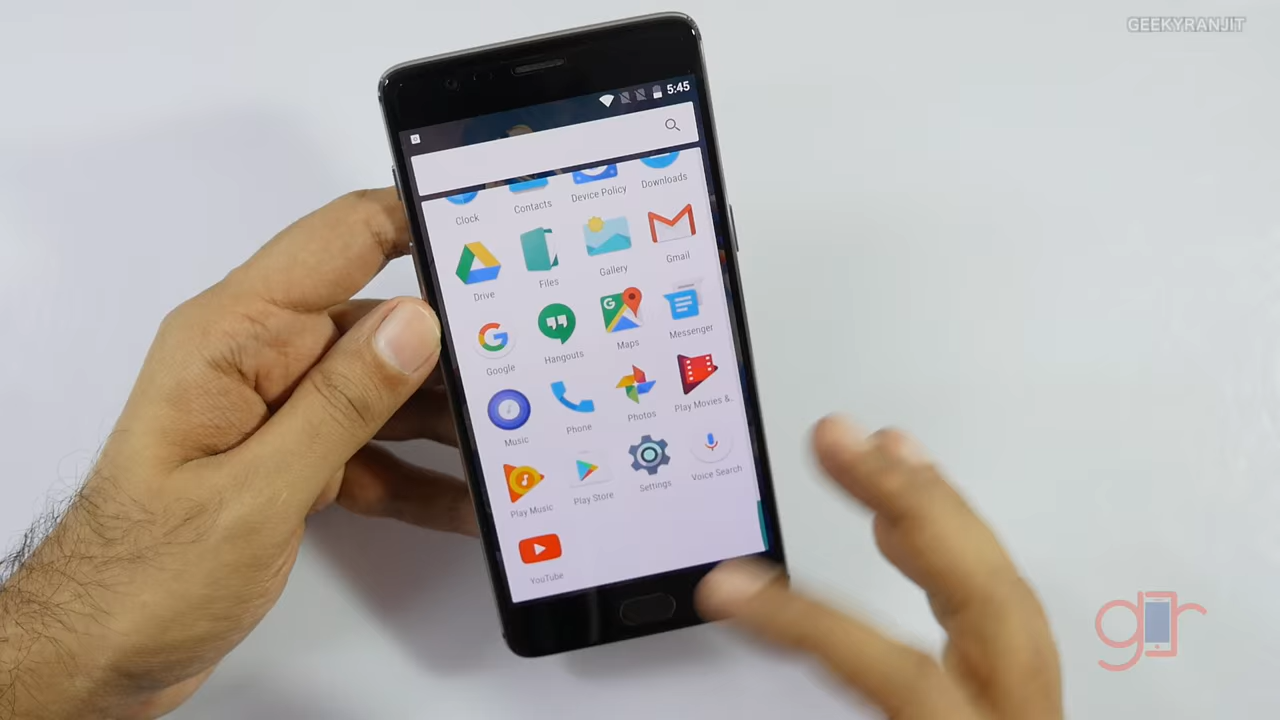 GEEKYRANJIT
5:45
Clock Contacts Device Policy Downloads
Drive Files Gallery Gmail
Google Hangouts Maps Messenger
Music Phone Photos Play Movies &..
Play Music Play Store Settings Voice Search
YouTube
gr